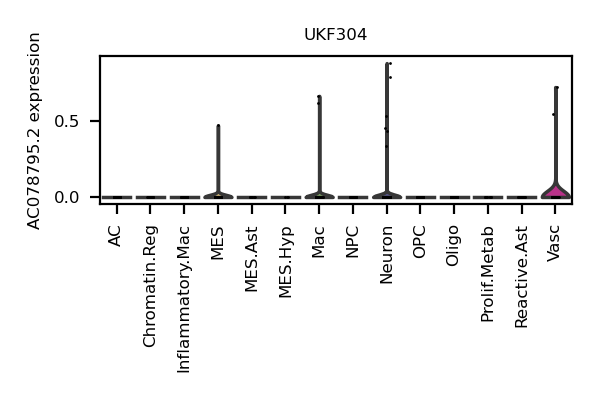 UKF304
AC078795.2 expression
0.5
0.0
AC
Chromatin.Reg
Inflammatory.Mac
MES
MES.Ast
MES.Hyp
Mac
NPC
Neuron
OPC
Oligo
Prolif.Metab
Reactive.Ast
Vasc